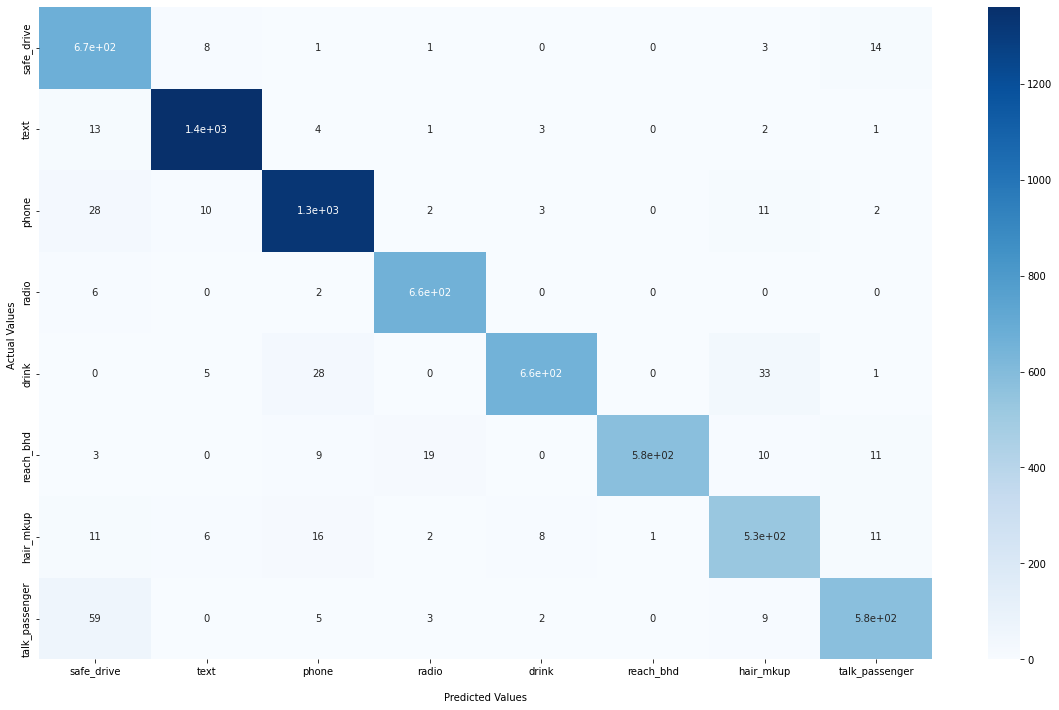 safe_drive 6.7e+02 8 1 1 0 0 3 14
text 13 1.4e+03 4 1 3 0 2 1
phone 28 10 1.3e+03 2 3 0 11 2
radio 6 0 2 6.6e+02 0 0 0 0
drink 0 5 28 0 6.6e+02 0 33 1
reach_bhd 3 0 9 19 0 5.8e+02 10 11
hair_mkup 11 6 16 2 8 1 5.3e+02 11
talk_passenger 59 0 5 3 2 0 9 5.8e+02
safe_drive text phone radio drink reach_bhd hair_mkup talk_passenger
Actual Values
Predicted Values
1200
1000
800
600
400
200
0